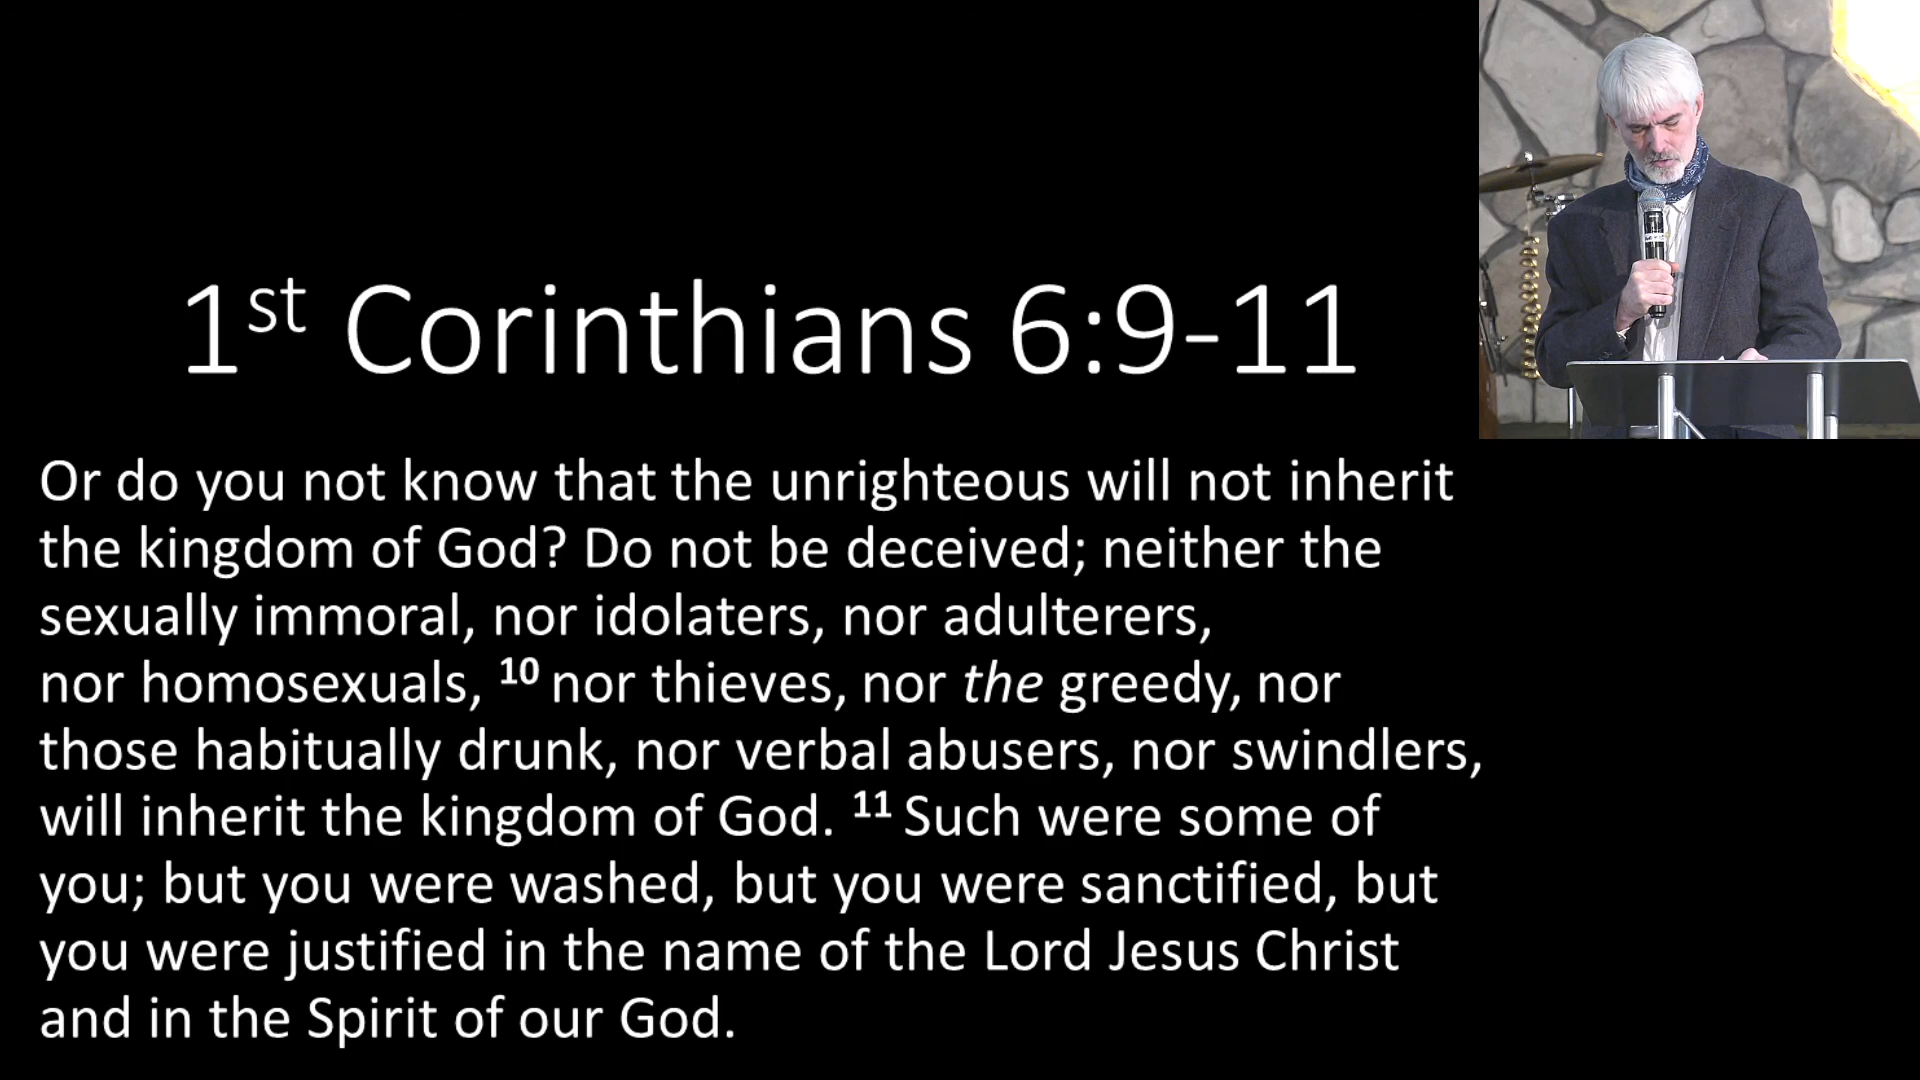 1st Corinthians 6:9-11
Or do you not know that the unrighteous will not inherit
the kingdom of God? Do not be deceived; neither the
sexually immoral, nor idolaters, nor adulterers,
nor homosexuals, 10 nor thieves, nor the greedy, nor
those habitually drunk, nor verbal abusers, nor swindlers,
will inherit the kingdom of God. 11 Such were some of
you; but you were washed, but you were sanctified, but
you were justified in the name of the Lord Jesus Christ
and in the Spirit of our God.